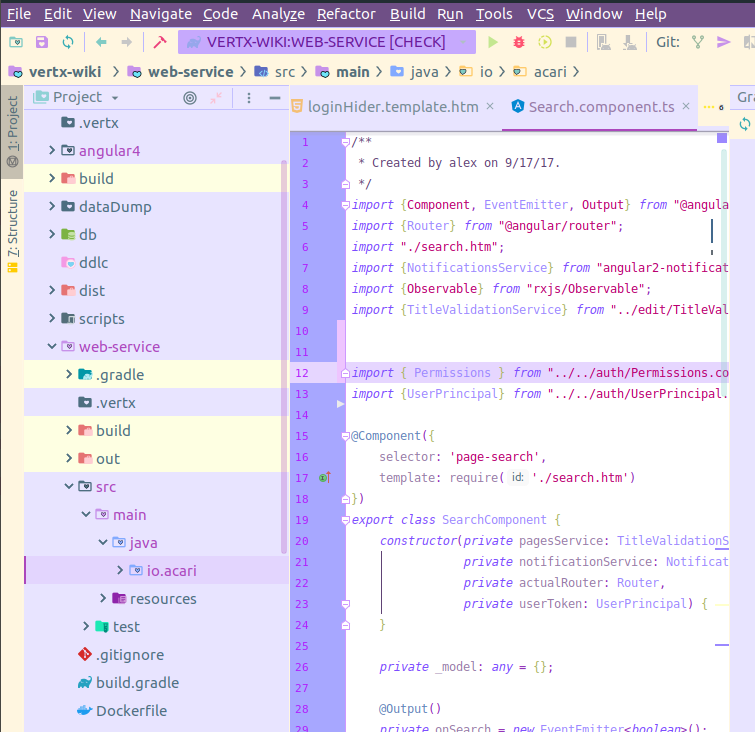 File Edit View Navigate Code Analyze Refactor Build Run Tools VCS Window Help
VERTX-WIKI:WEB-SERVICE [CHECK] Git:
vertx-wiki web-service src main java io acari
1: Project
7: Structure
Project
.vertx
angular4
build
dataDump
db
ddlc
dist
scripts
web-service
.gradle
.vertx
build
out
src
main
java
io.acari
resources
test
.gitignore
build.gradle
Dockerfile
loginHider.template.htm Search.component.ts 6 Gra
1 /**
2 * Created by alex on 9/17/17.
3 */
4 import {Component, EventEmitter, Output} from "@angula
5 import {Router} from "@angular/router";
6 import "./search.htm";
7 import {NotificationsService} from "angular2-notificat
8 import {Observable} from "rxjs/Observable";
9 import {TitleValidationService} from "../edit/TitleVal
10
11
12 import { Permissions } from "../../auth/Permissions.co
13 import {UserPrincipal} from "../../auth/UserPrincipal.
14
15 @Component({
16 selector: 'page-search',
17 template: require( id: './search.htm')
18 })
19 export class SearchComponent {
20 constructor(private pagesService: TitleValidationS
21 private notificationService: Notificat
22 private actualRouter: Router,
23 private userToken: UserPrincipal) {
24 }
25
26 private _model: any = {};
27
28 @Output()
29 private onSearch = new EventEmitter<boolean>();